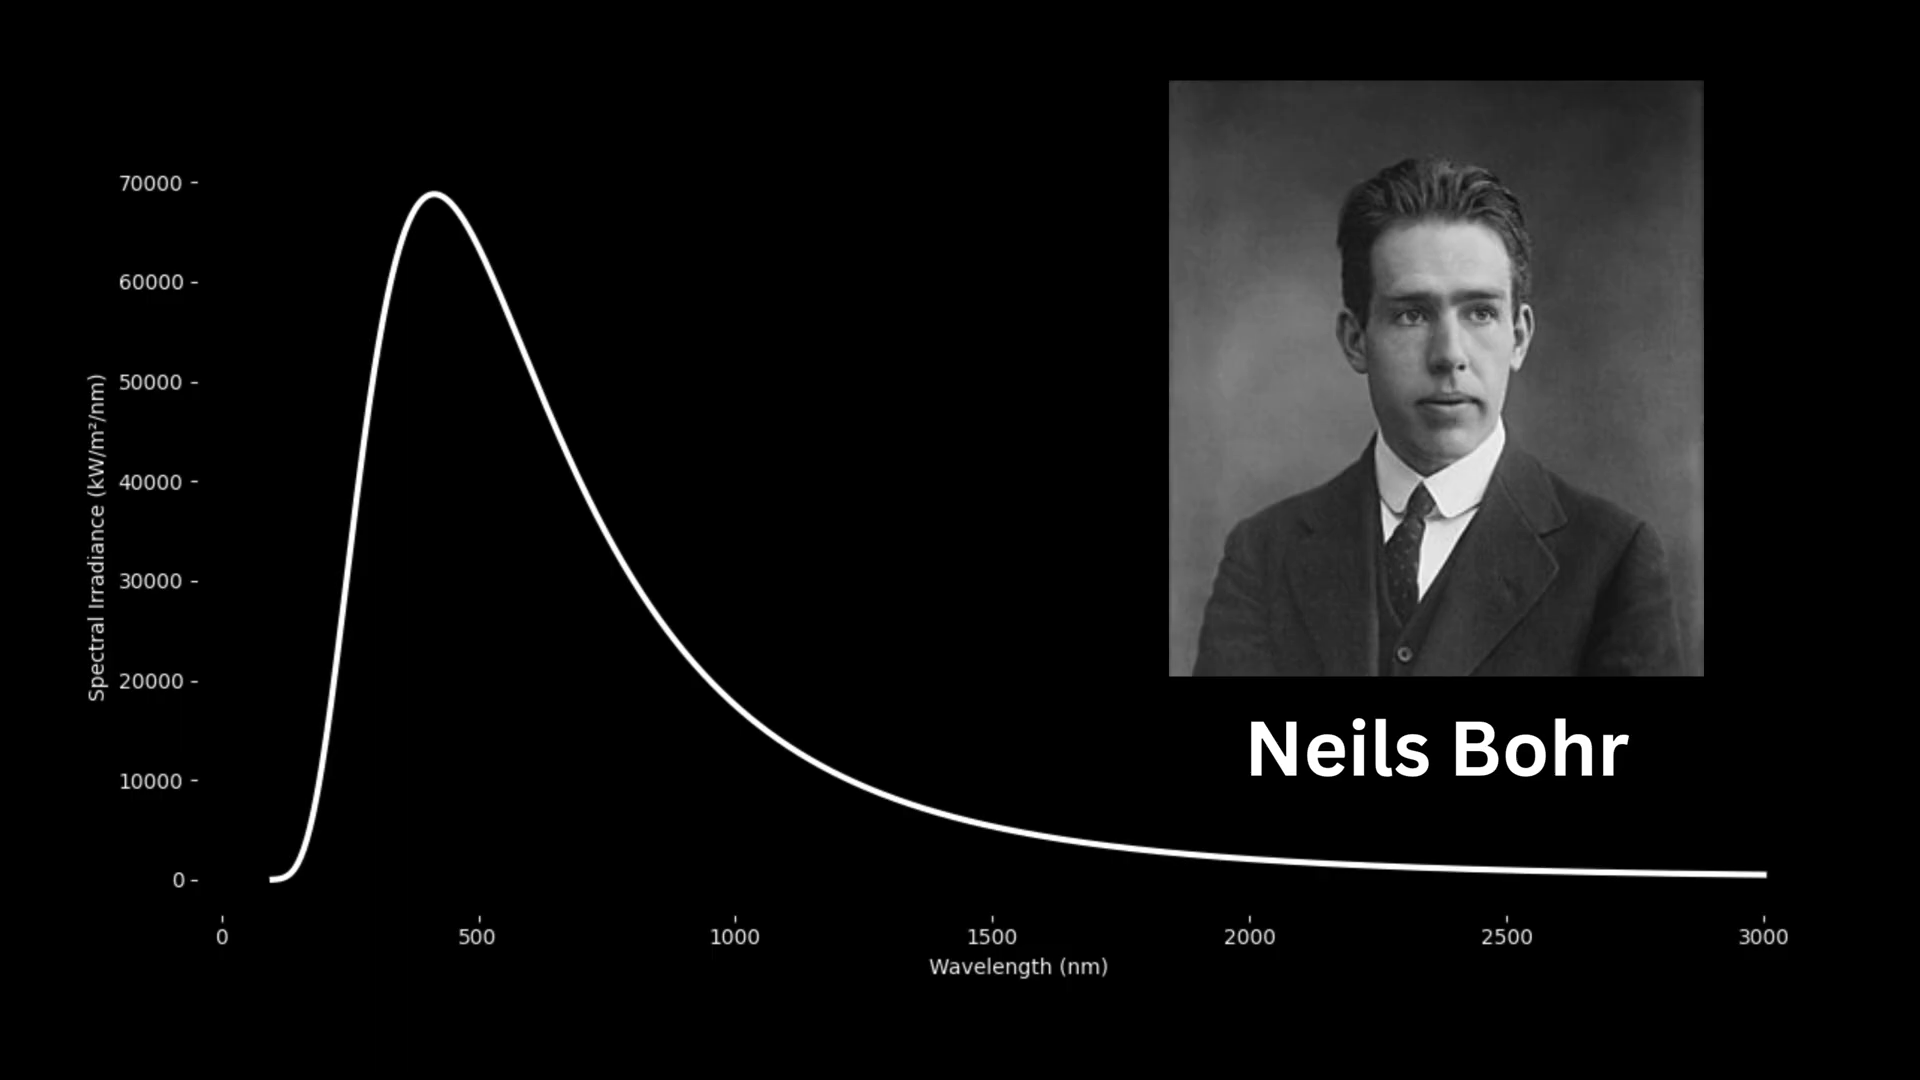 70000
60000
50000
40000
30000
20000
10000
0
Spectral Irradiance (kW/m²/nm)
0 500 1000 1500 2000 2500 3000
Wavelength (nm)
Neils Bohr